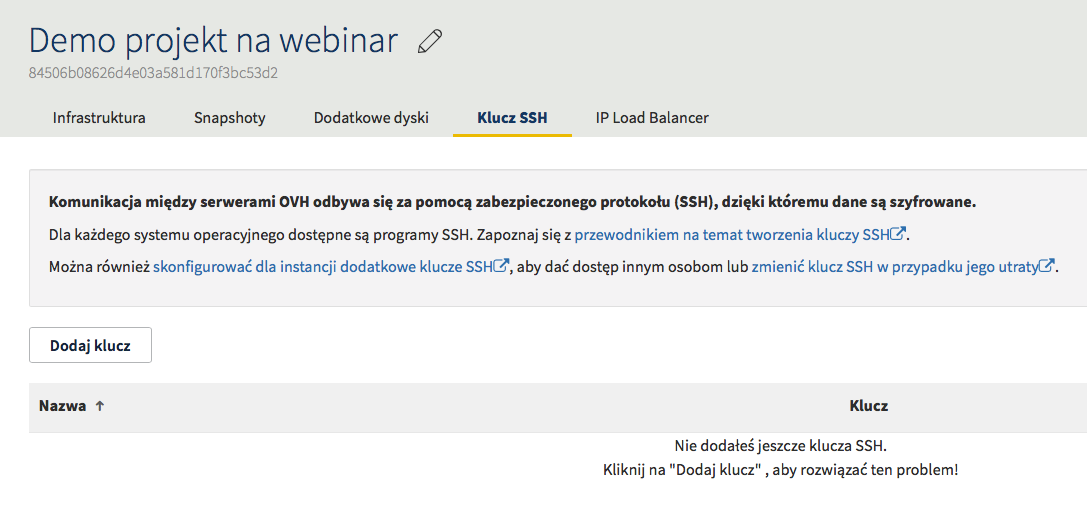 Demo projekt na webinar
84506b08626d4e03a581d170f3bc53d2
Infrastruktura Snapshoty Dodatkowe dyski Klucz SSH IP Load Balancer
Komunikacja między serwerami OVH odbywa się za pomocą zabezpieczonego protokołu (SSH), dzięki któremu dane są szyfrowane.
Dla każdego systemu operacyjnego dostępne są programy SSH. Zapoznaj się z przewodnikiem na temat tworzenia kluczy SSH.
Można również skonfigurować dla instancji dodatkowe klucze SSH, aby dać dostęp innym osobom lub zmienić klucz SSH w przypadku jego utraty.
Dodaj klucz
Nazwa ↑ Klucz
Nie dodałeś jeszcze klucza SSH.
Kliknij na "Dodaj klucz" , aby rozwiązać ten problem!